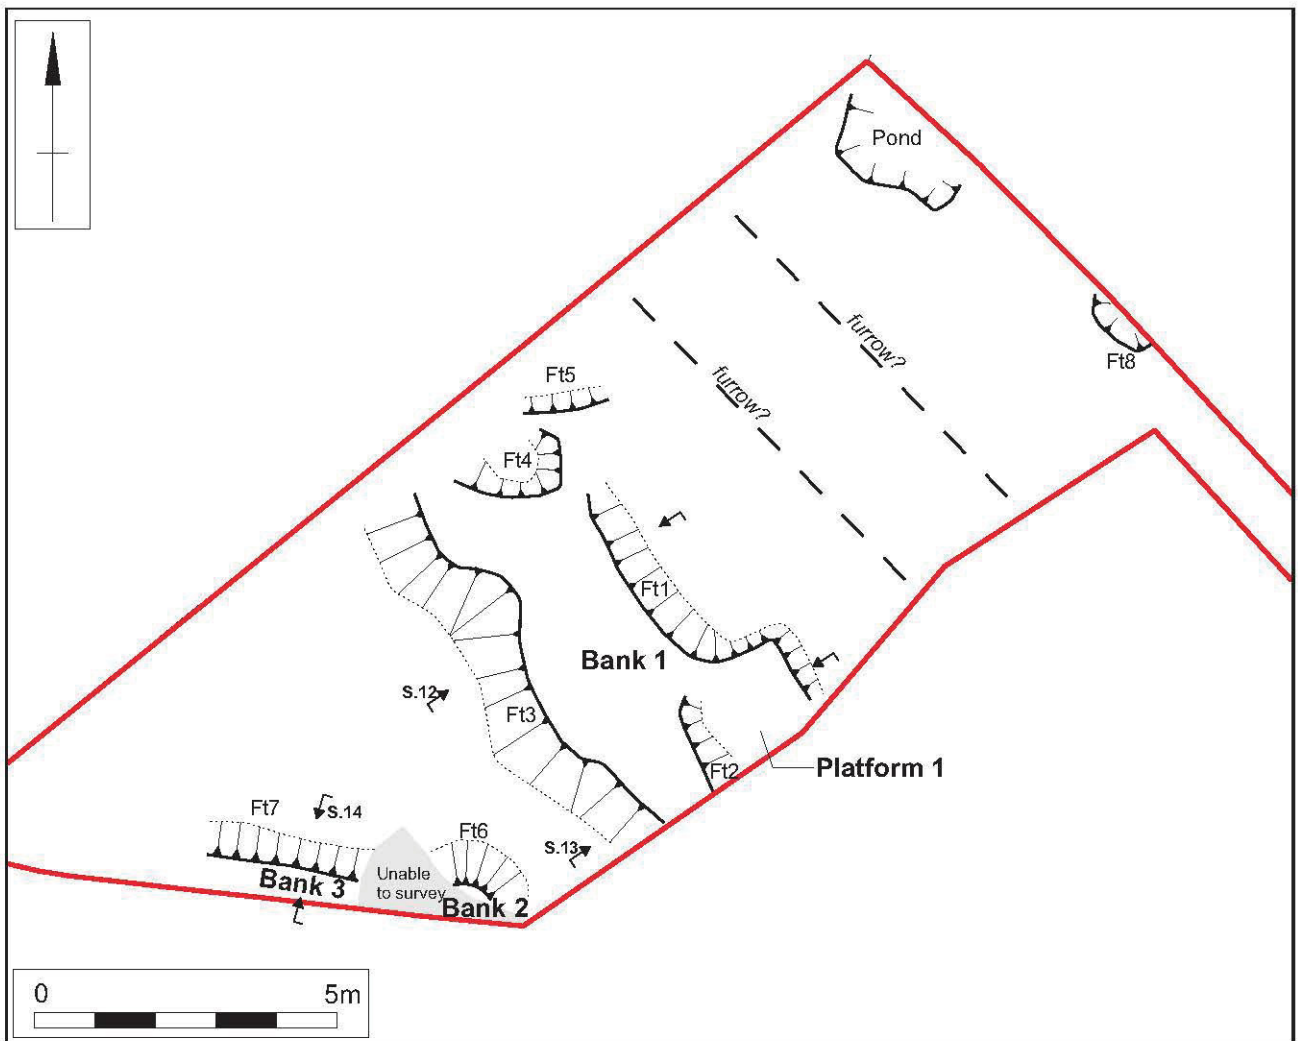 Pond
furrow?
Ft8
furrow?
Ft5
Ft4
Ft1
Bank 1
S.12
Ft3
Ft2
Platform 1
Ft7
S.14
Ft6
S.13
Unable
to survey
Bank 3
Bank 2
0 5m